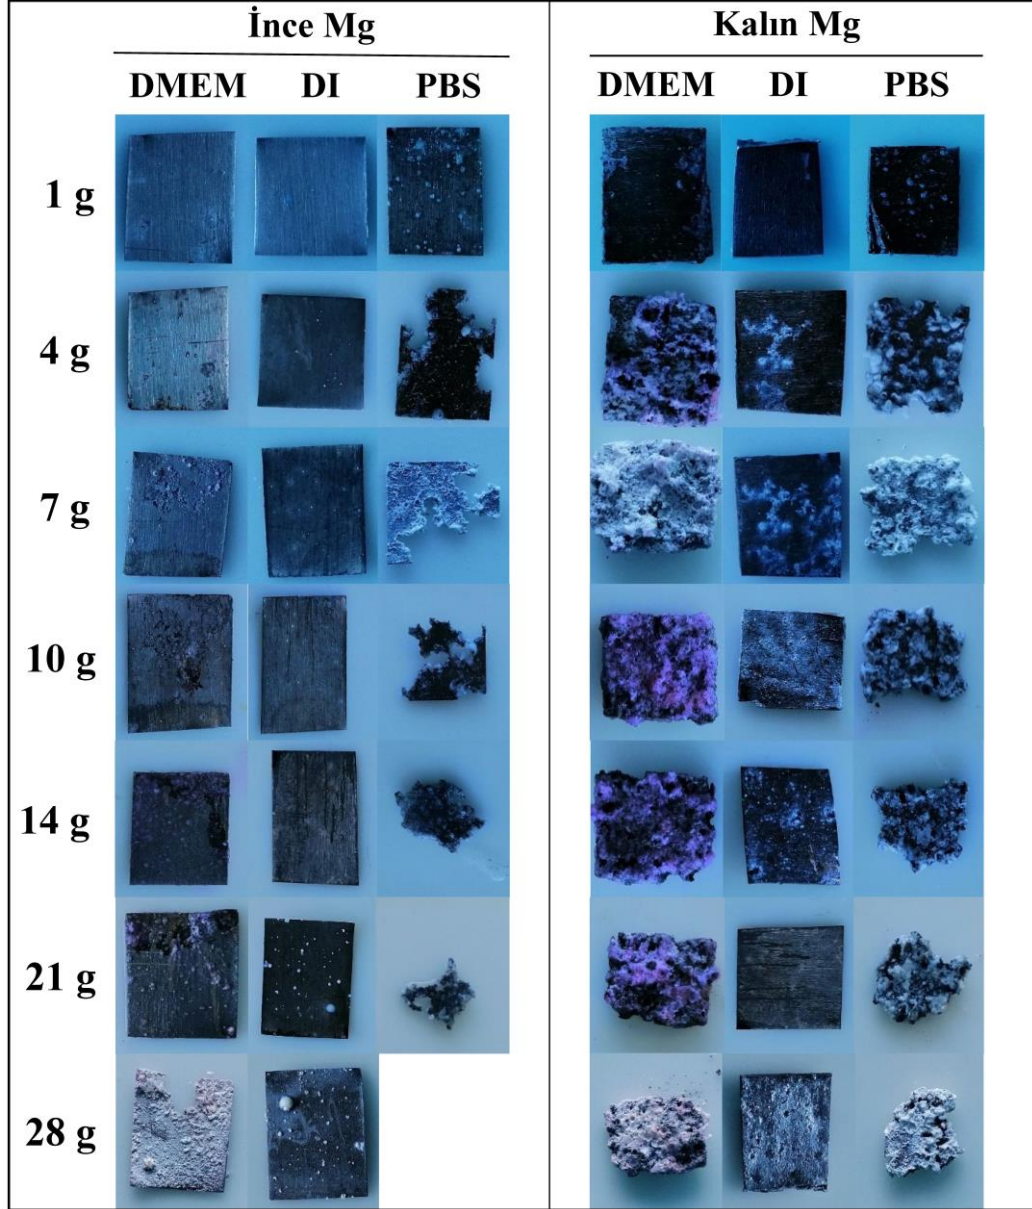 İnce Mg
Kalın Mg
DMEM DI PBS
DMEM DI PBS
1 g
4 g
7 g
10 g
14 g
21 g
28 g